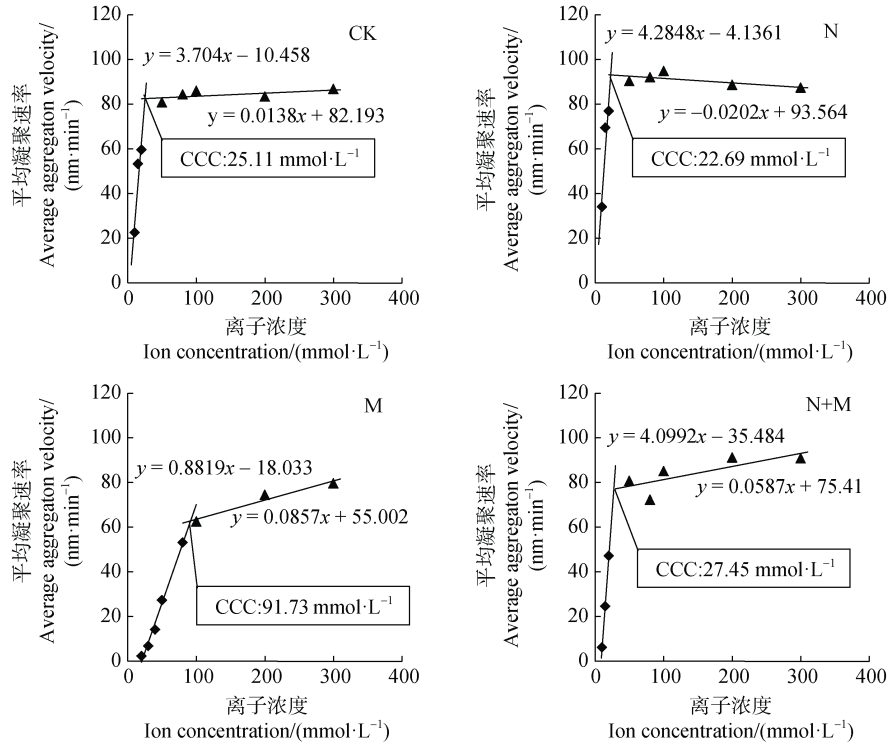 CK
y = 3.704x − 10.458
y = 0.0138x + 82.193
CCC:25.11 mmol·L⁻¹
平均凝聚速率
Average aggregaton velocity/
(nm·min⁻¹)
120
100
80
60
40
20
0
0 100 200 300 400
离子浓度
Ion concentration/(mmol·L⁻¹)
N
y = 4.2848x − 4.1361
y = −0.0202x + 93.564
CCC:22.69 mmol·L⁻¹
平均凝聚速率
Average aggregaton velocity/
(nm·min⁻¹)
120
100
80
60
40
20
0
0 100 200 300 400
离子浓度
Ion concentration/(mmol·L⁻¹)
M
y = 0.8819x − 18.033
y = 0.0857x + 55.002
CCC:91.73 mmol·L⁻¹
平均凝聚速率
Average aggregaton velocity/
(nm·min⁻¹)
120
100
80
60
40
20
0
0 100 200 300 400
离子浓度
Ion concentration/(mmol·L⁻¹)
N+M
y = 4.0992x − 35.484
y = 0.0587x + 75.41
CCC:27.45 mmol·L⁻¹
平均凝聚速率
Average aggregaton velocity/
(nm·min⁻¹)
120
100
80
60
40
20
0
0 100 200 300 400
离子浓度
Ion concentration/(mmol·L⁻¹)